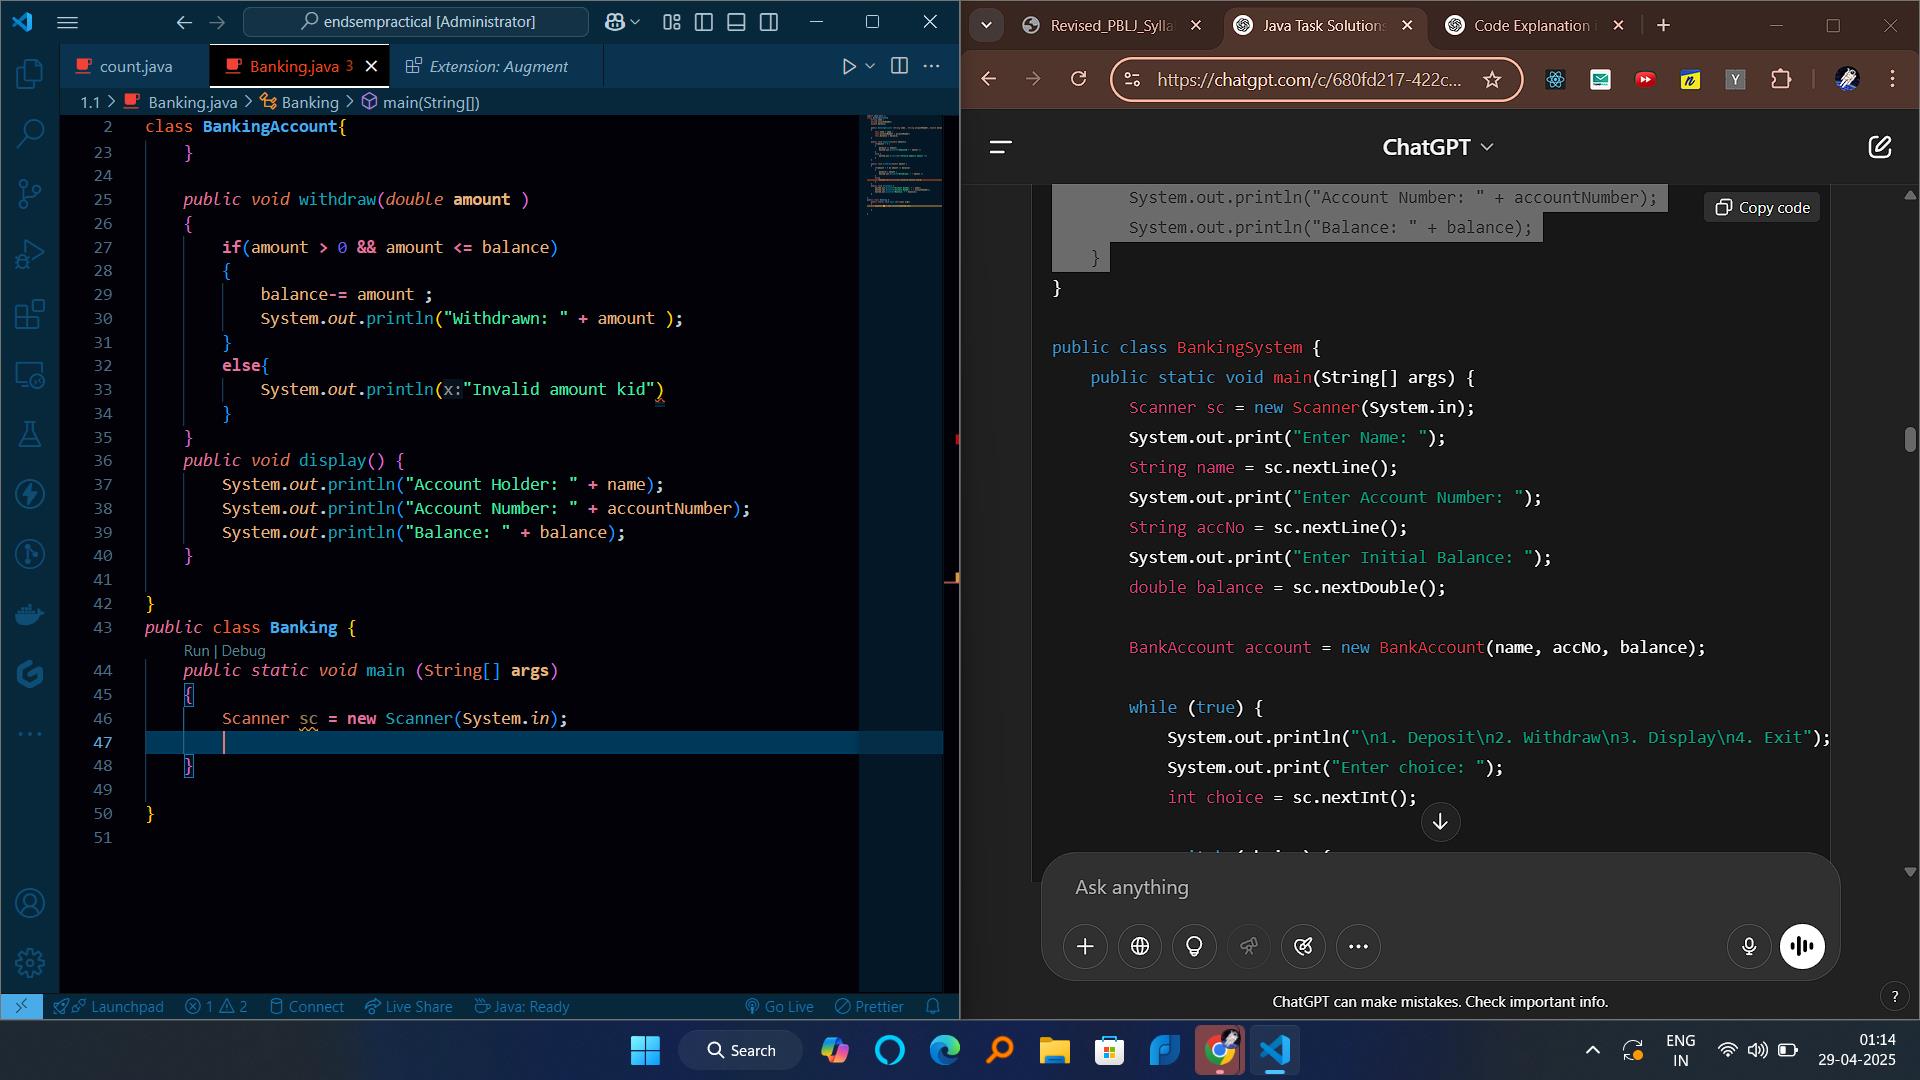 endsempractical [Administrator]
count.java
Banking.java 3
Extension: Augment
1.1 > Banking.java > Banking > main(String[])
2 class BankingAccount{
23 }
24
25 public void withdraw(double amount )
26 {
27 if(amount > 0 && amount <= balance)
28 {
29 balance-= amount ;
30 System.out.println("Withdrawn: " + amount );
31 }
32 else{
33 System.out.println(x:"Invalid amount kid")
34 }
35 }
36 public void display() {
37 System.out.println("Account Holder: " + name);
38 System.out.println("Account Number: " + accountNumber);
39 System.out.println("Balance: " + balance);
40 }
41
42 }
43 public class Banking {
Run | Debug
44 public static void main (String[] args)
45 {
46 Scanner sc = new Scanner(System.in);
47
48 }
49
50 }
51
Launchpad
1 2
Connect
Live Share
Java: Ready
Go Live
Prettier
Revised_PBLJ_Sylla
Java Task Solutions
Code Explanation
https://chatgpt.com/c/680fd217-422c...
ChatGPT
Copy code
System.out.println("Account Number: " + accountNumber);
System.out.println("Balance: " + balance);
}
}
public class BankingSystem {
public static void main(String[] args) {
Scanner sc = new Scanner(System.in);
System.out.print("Enter Name: ");
String name = sc.nextLine();
System.out.print("Enter Account Number: ");
String accNo = sc.nextLine();
System.out.print("Enter Initial Balance: ");
double balance = sc.nextDouble();
BankAccount account = new BankAccount(name, accNo, balance);
while (true) {
System.out.println("\n1. Deposit\n2. Withdraw\n3. Display\n4. Exit");
System.out.print("Enter choice: ");
int choice = sc.nextInt();
Ask anything
ChatGPT can make mistakes. Check important info.
?
Search
ENG
IN
01:14
29-04-2025